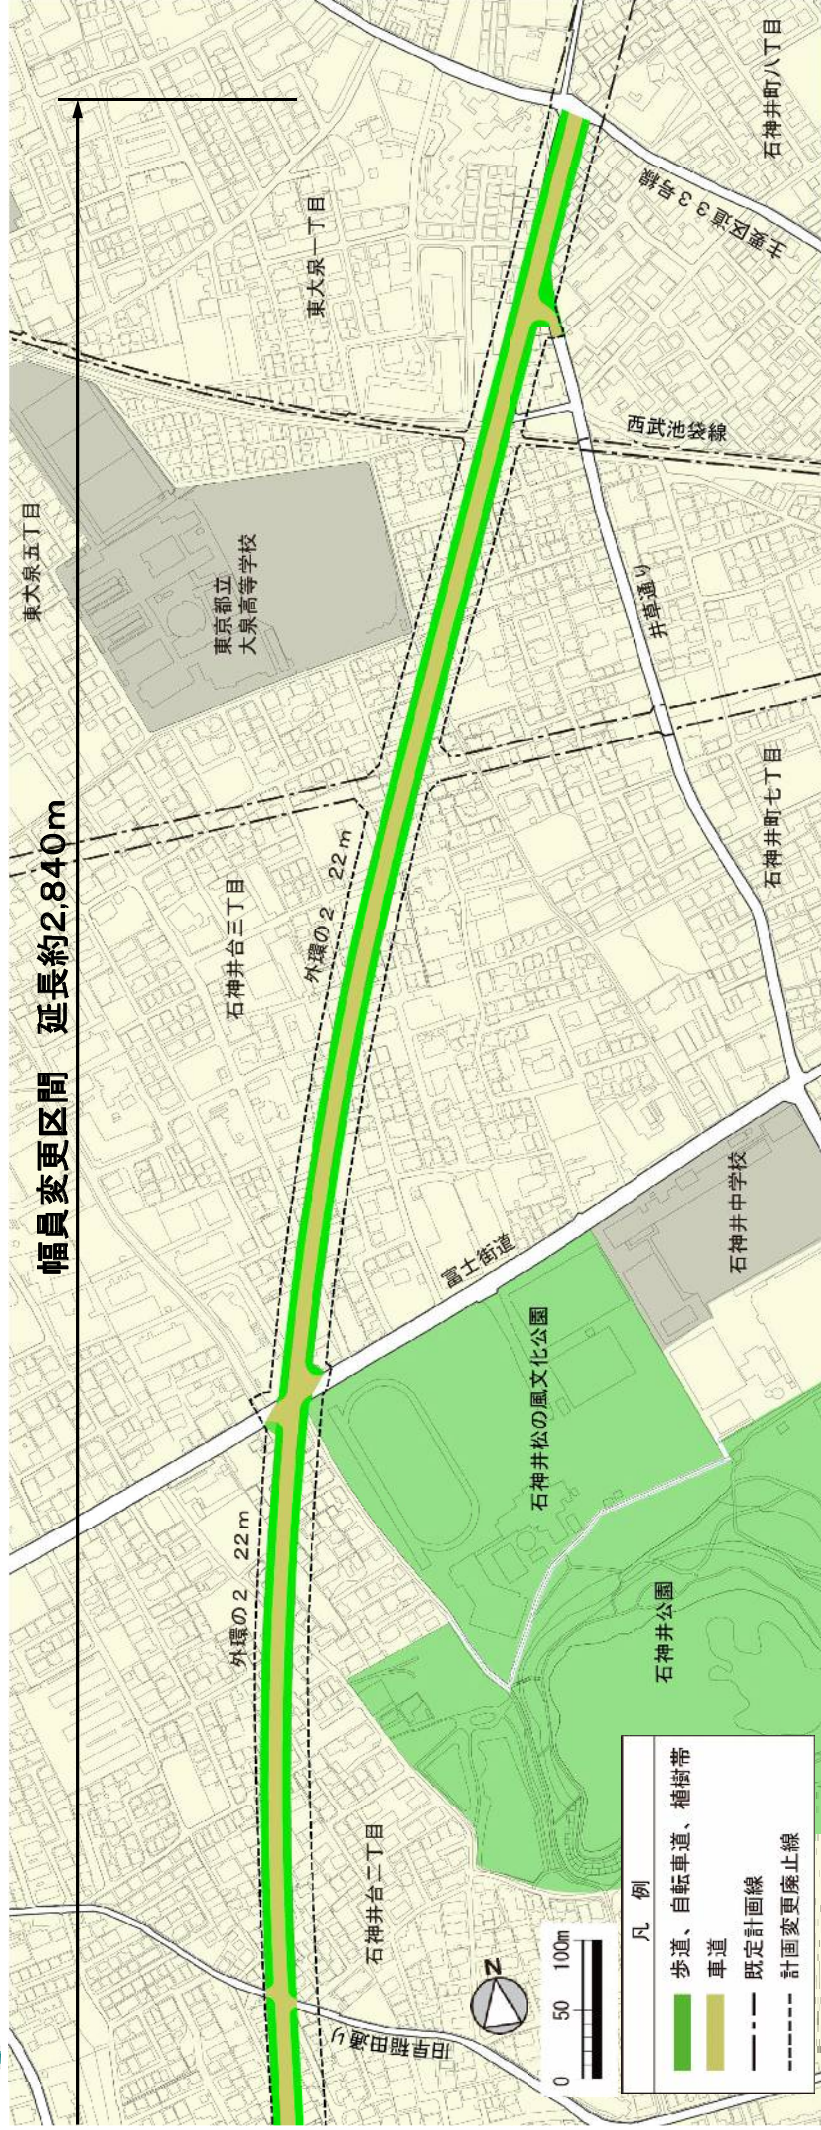 幅員変更区間 延長約2,840m
東大泉五丁目
東大泉一丁目
石神井町八丁目
主要区道33号線
西武池袋線
東京都立
大泉高等学校
井草通り
石神井町七丁目
石神井台三丁目
外環の2 22m
富士街道
石神井中学校
石神井松の風文化公園
外環の2 22m
石神井公園
石神井台二丁目
旧早稲田通り
N
0 50 100m
凡例
歩道、自転車道、植樹帯
車道
既定計画線
計画変更廃止線